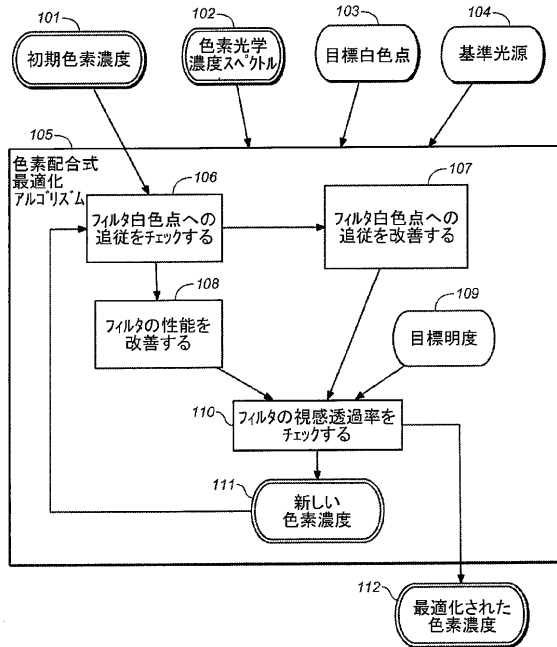 101
初期色素濃度
102
色素光学
濃度スペクトル
103
目標白色点
104
基準光源
105
色素配合式
最適化
アルゴリズム
106
フィルタ白色点への
追従をチェックする
107
フィルタ白色点への
追従を改善する
108
フィルタの性能を
改善する
109
目標明度
110
フィルタの視感透過率を
チェックする
111
新しい
色素濃度
112
最適化された
色素濃度